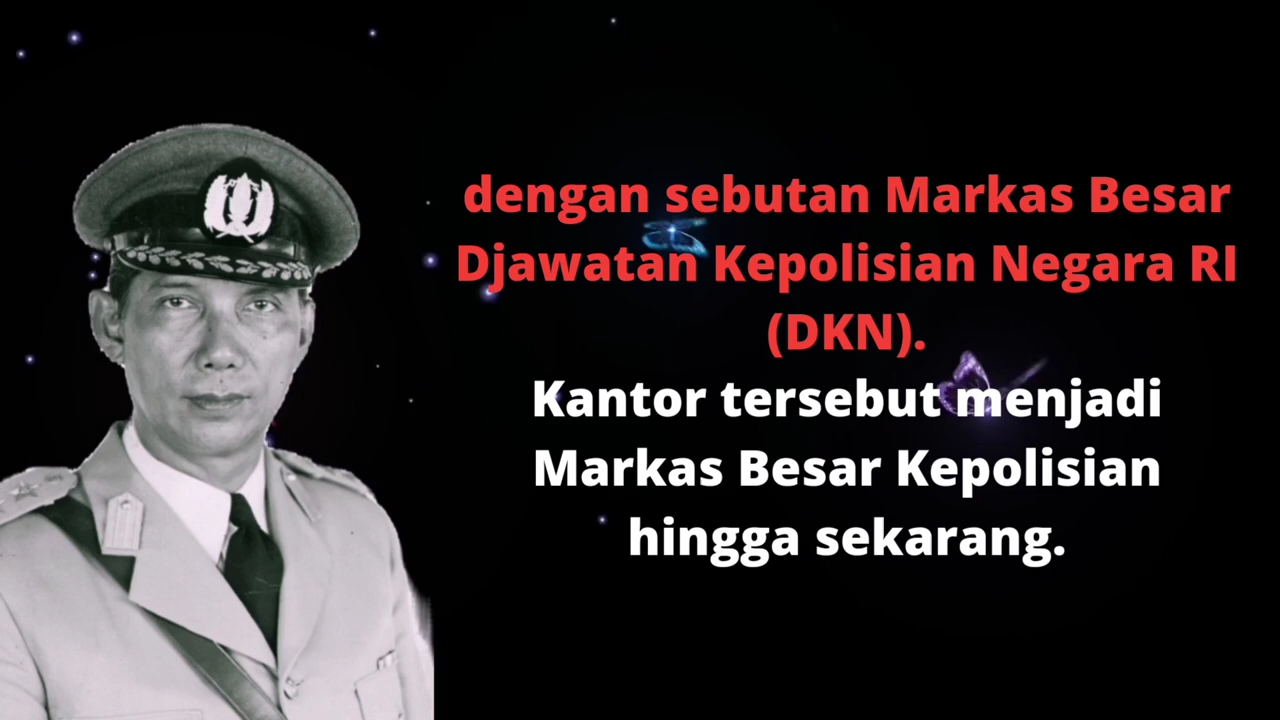 dengan sebutan Markas Besar
Djawatan Kepolisian Negara RI
(DKN).
Kantor tersebut menjadi
Markas Besar Kepolisian
hingga sekarang.